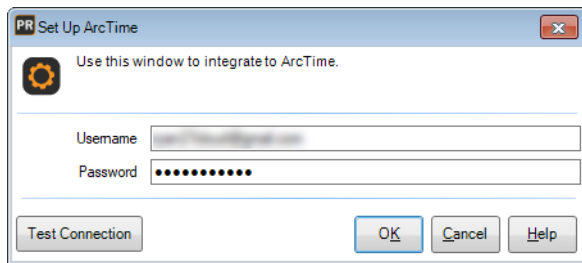 PR Set Up ArcTime
Use this window to integrate to ArcTime.
Username
Password •••••••••••
Test Connection OK Cancel Help